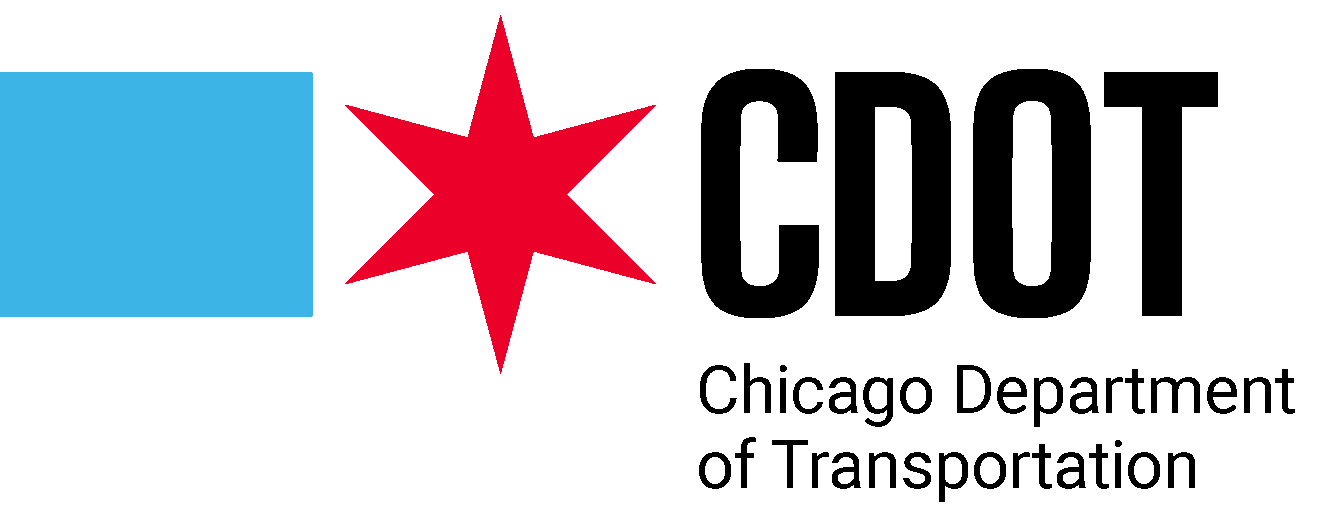 CDOT
Chicago Department
of Transportation